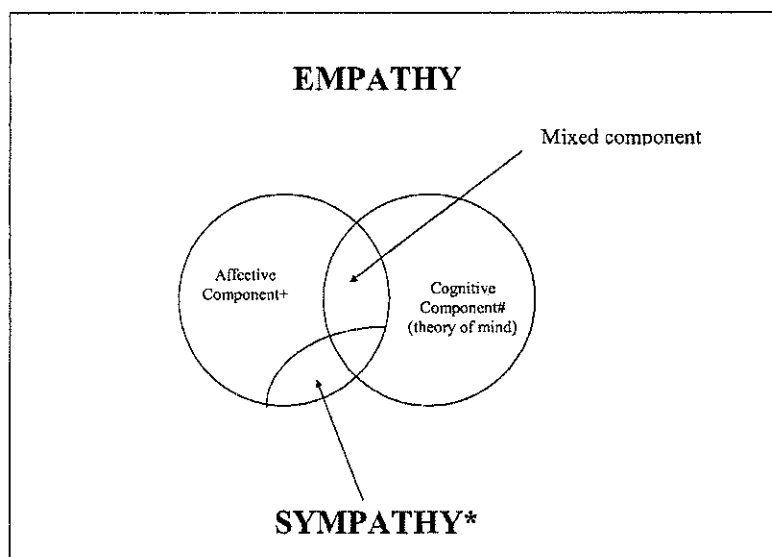 EMPATHY
Mixed component
Affective
Component+
Cognitive
Component#
(theory of mind)
SYMPATHY*